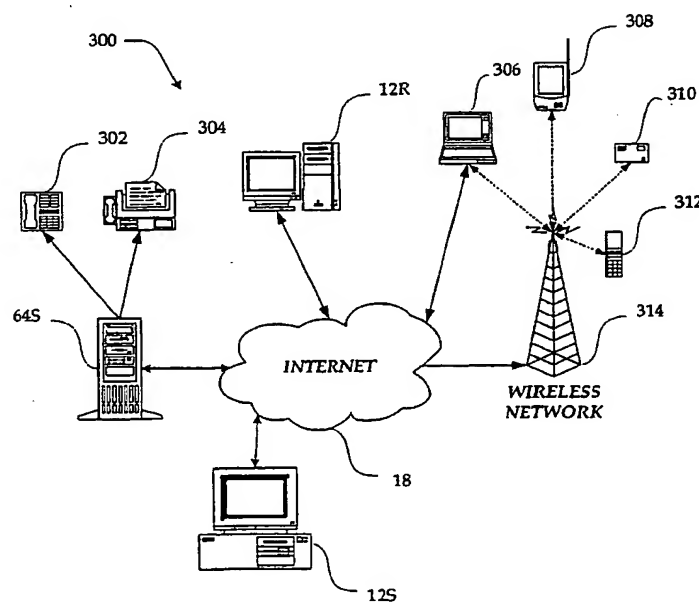 300
308
12R
306
310
302
304
312
64S
314
INTERNET
WIRELESS
NETWORK
18
12S